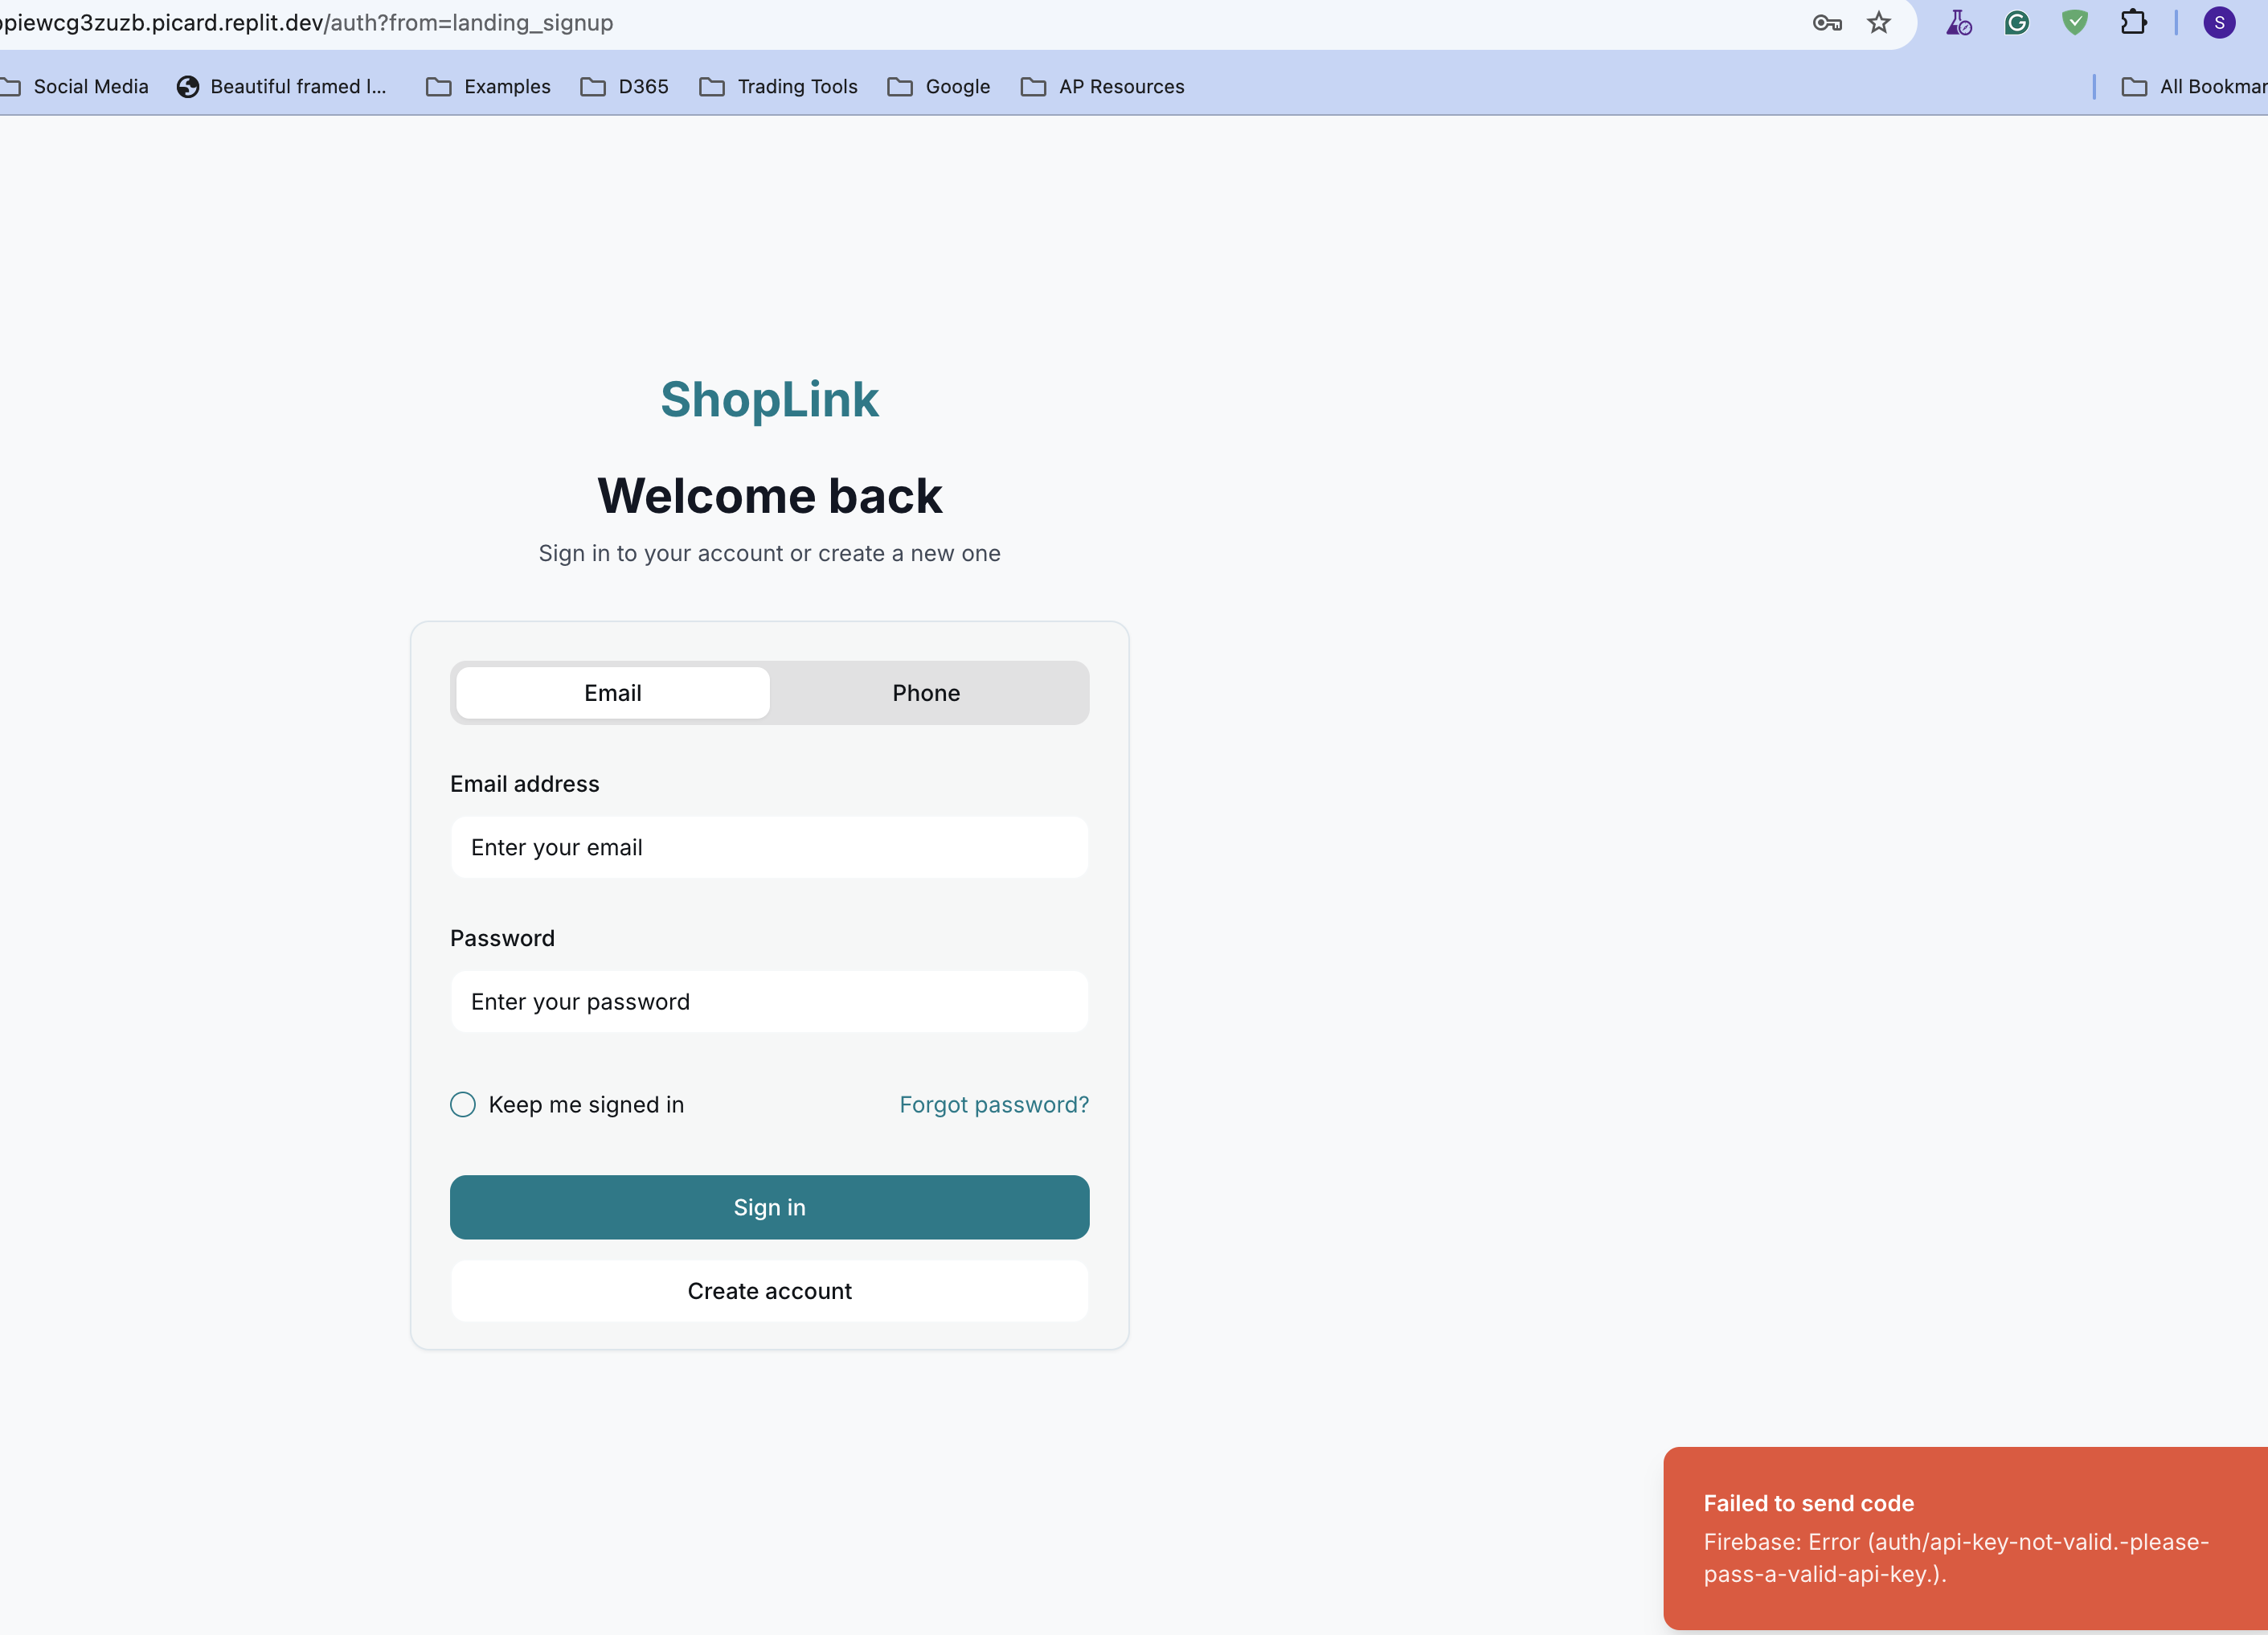 piewcg3zuzb.picard.replit.dev/auth?from=landing_signup
S
Social Media
Beautiful framed l...
Examples
D365
Trading Tools
Google
AP Resources
All Bookmar
ShopLink
Welcome back
Sign in to your account or create a new one
Email
Phone
Email address
Enter your email
Password
Enter your password
Keep me signed in
Forgot password?
Sign in
Create account
Failed to send code
Firebase: Error (auth/api-key-not-valid.-please-
pass-a-valid-api-key.).